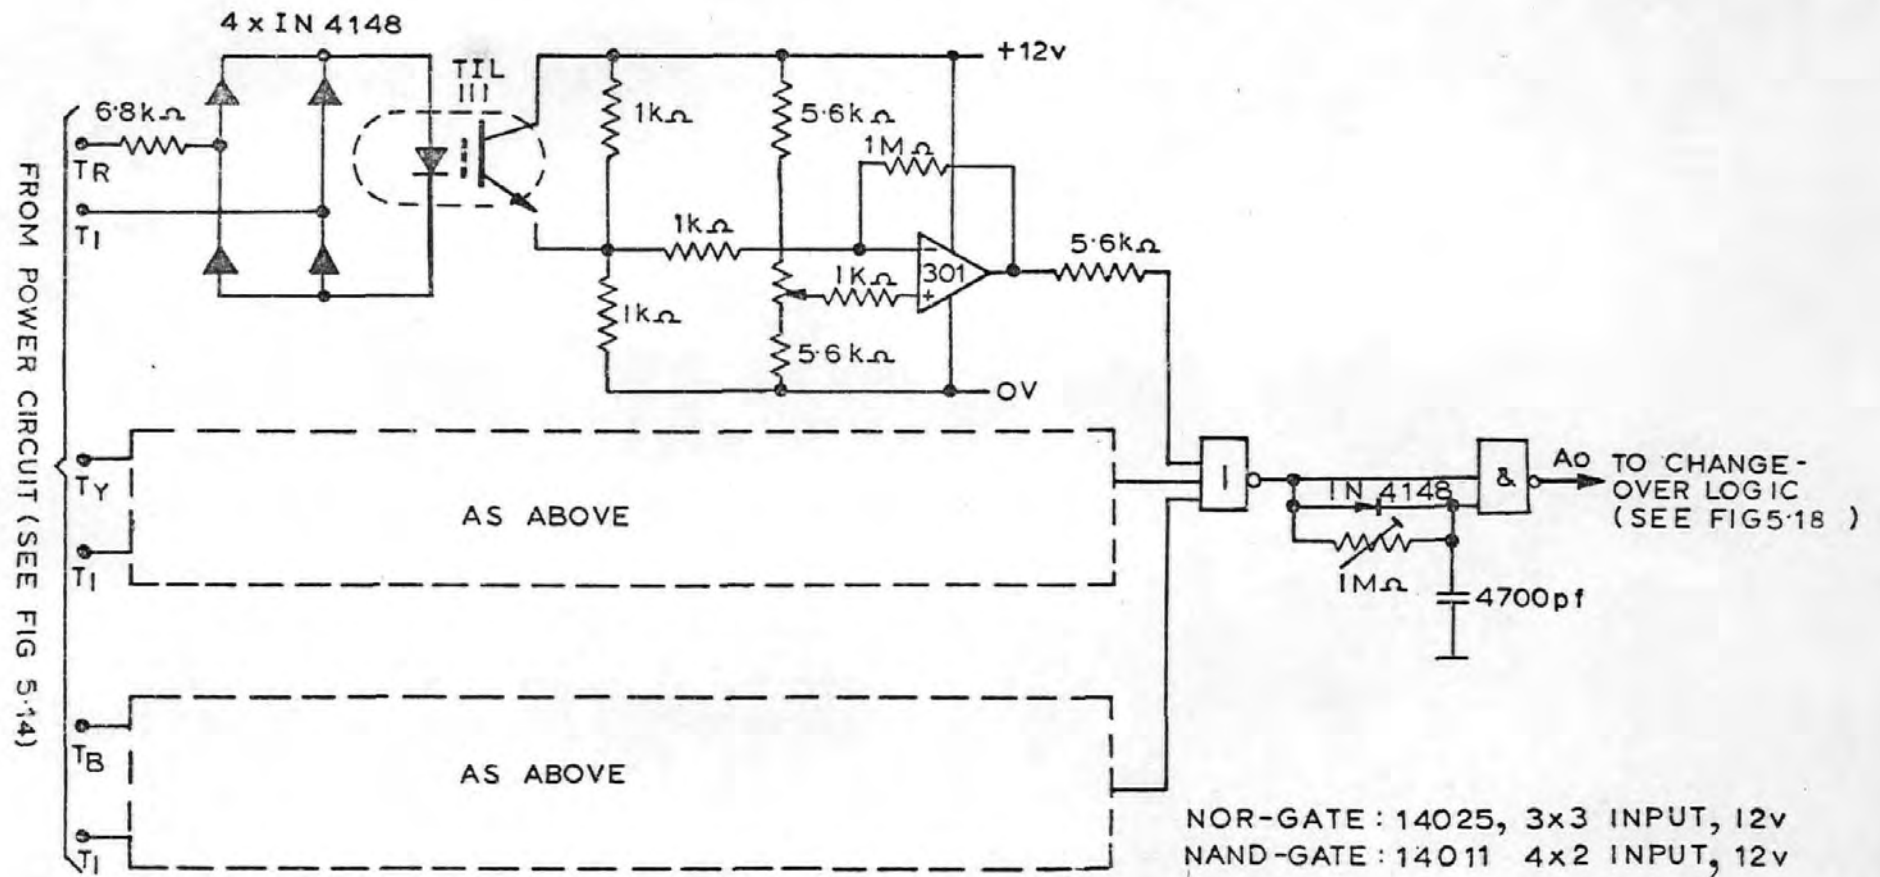 4 x IN 4148
TIL
111
+12v
6·8kΩ
TR
TI
1kΩ
5·6kΩ
1MΩ
1kΩ
1KΩ
301
-
+
5·6kΩ
1kΩ
5·6kΩ
0V
FROM POWER CIRCUIT (SEE FIG 5·14)
TY
TI
AS ABOVE
1
IN 4148
1MΩ
4700pf
&
Ao
TO CHANGE-
OVER LOGIC
(SEE FIG5·18 )
TB
TI
AS ABOVE
NOR-GATE : 14025, 3x3 INPUT, 12v
NAND-GATE : 14011 4x2 INPUT, 12v